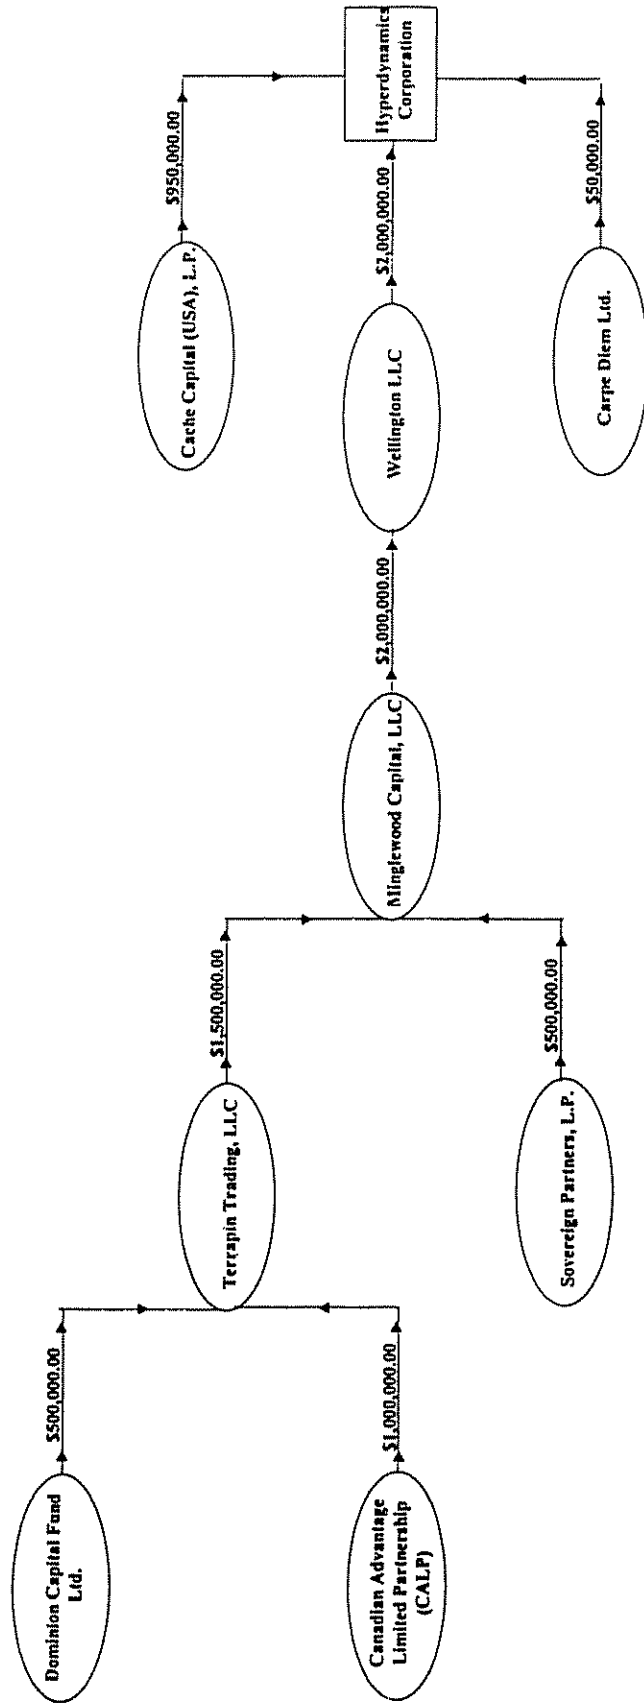 Dominion Capital Fund
Ltd.
$500,000.00
Canadian Advantage
Limited Partnership
(CALP)
$1,000,000.00
Terrapin Trading, LLC
$1,500,000.00
Sovereign Partners, L.P.
$500,000.00
Minglewood Capital, LLC
$2,000,000.00
Wellington LLC
$2,000,000.00
Cache Capital (USA), L.P.
$950,000.00
Carpe Diem Ltd.
$50,000.00
Hyperdynamics
Corporation